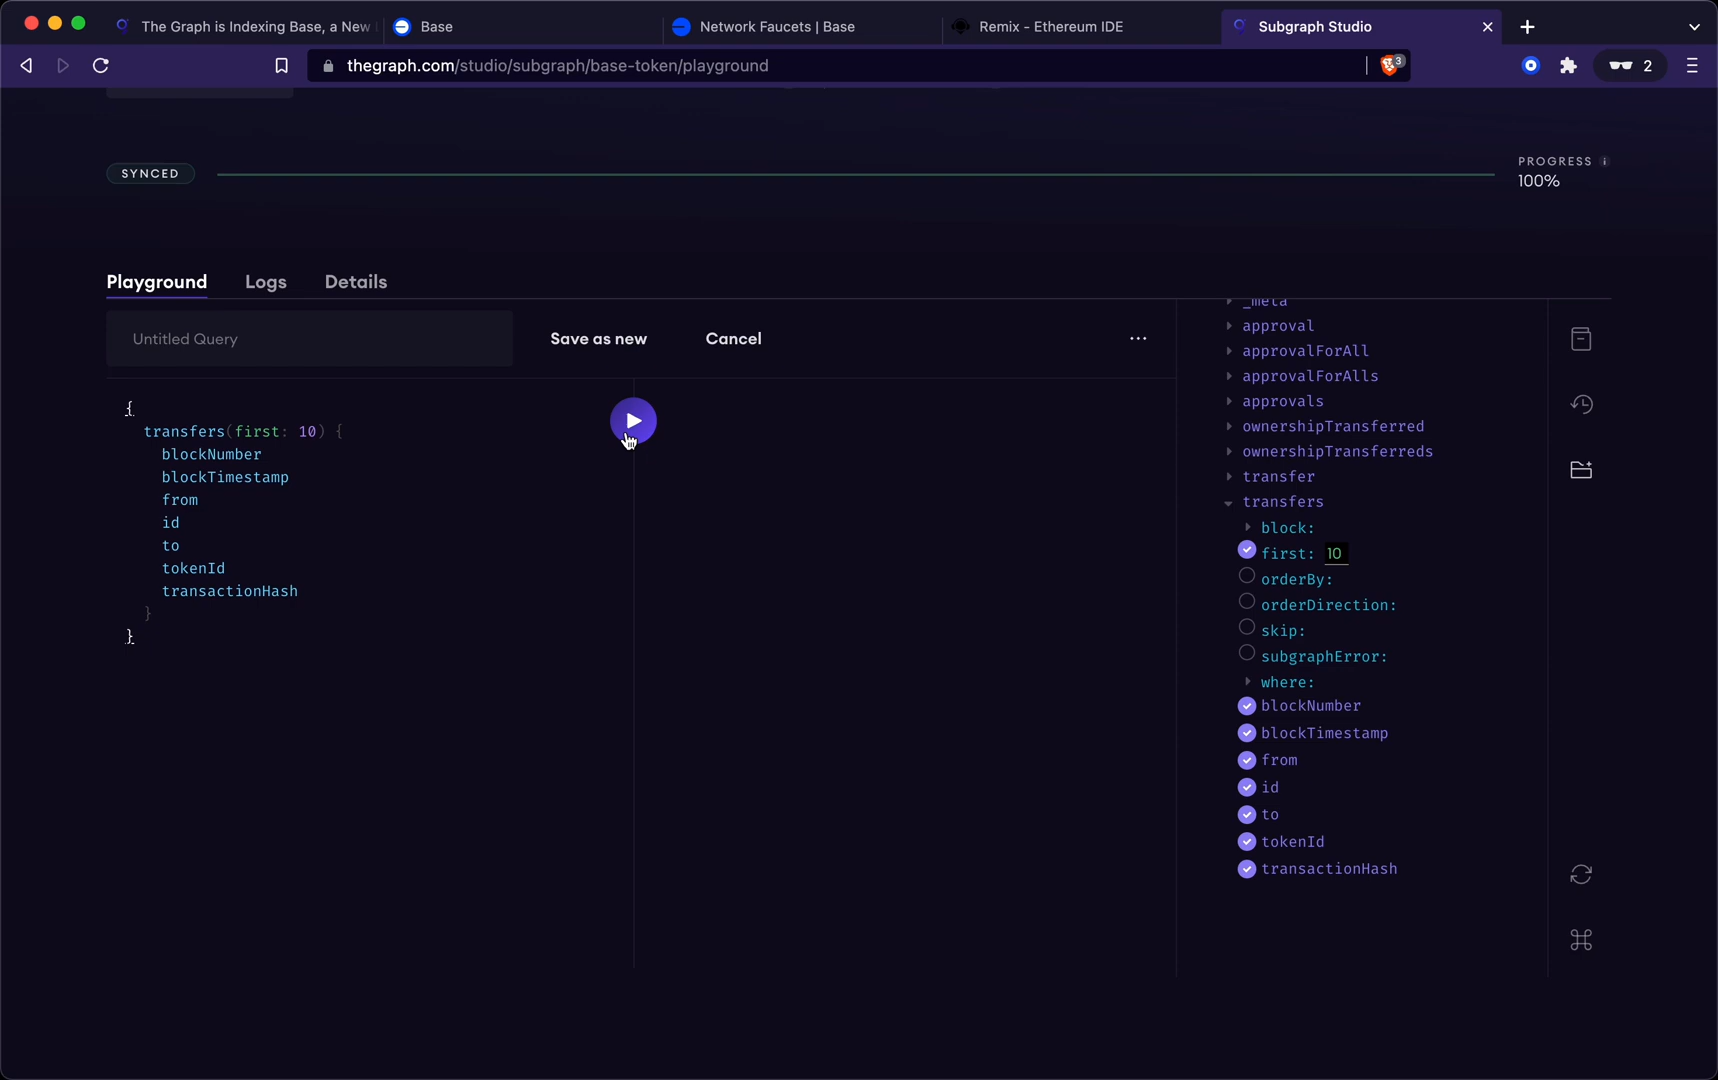 The Graph is Indexing Base, a New
Base
Network Faucets | Base
Remix - Ethereum IDE
Subgraph Studio
thegraph.com/studio/subgraph/base-token/playground
3
2
SYNCED
PROGRESS
100%
Playground
Logs
Details
Untitled Query
Save as new
Cancel
{
transfers(first: 10) {
blockNumber
blockTimestamp
from
id
to
tokenId
transactionHash
}
}
_meta
approval
approvalForAll
approvalForAlls
approvals
ownershipTransferred
ownershipTransferreds
transfer
transfers
block:
first: 10
orderBy:
orderDirection:
skip:
subgraphError:
where:
blockNumber
blockTimestamp
from
id
to
tokenId
transactionHash